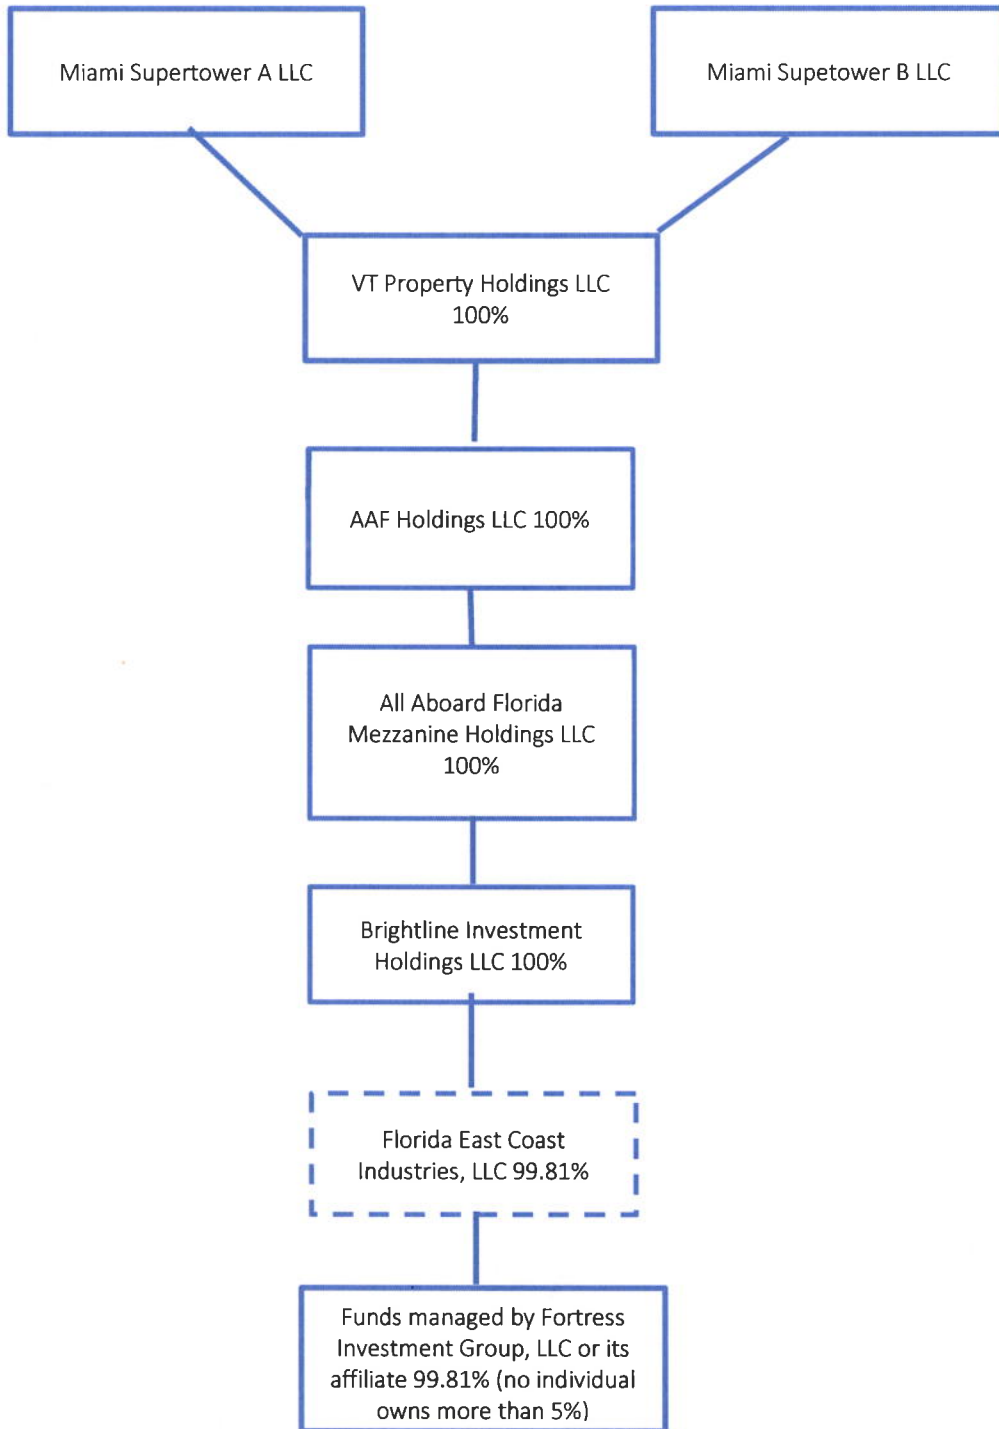 Miami Supertower A LLC
Miami Supetower B LLC
VT Property Holdings LLC
100%
AAF Holdings LLC 100%
All Aboard Florida
Mezzanine Holdings LLC
100%
Brightline Investment
Holdings LLC 100%
Florida East Coast
Industries, LLC 99.81%
Funds managed by Fortress
Investment Group, LLC or its
affiliate 99.81% (no individual
owns more than 5%)